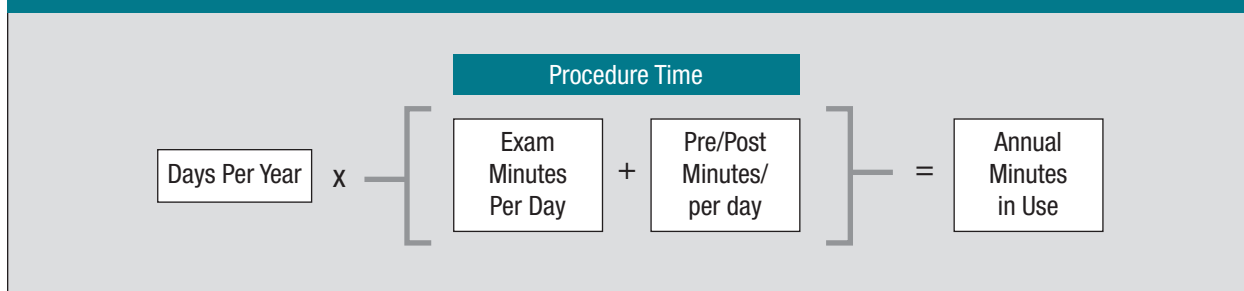 Procedure Time
Days Per Year
x
Exam
Minutes
Per Day
+
Pre/Post
Minutes/
per day
=
Annual
Minutes
in Use